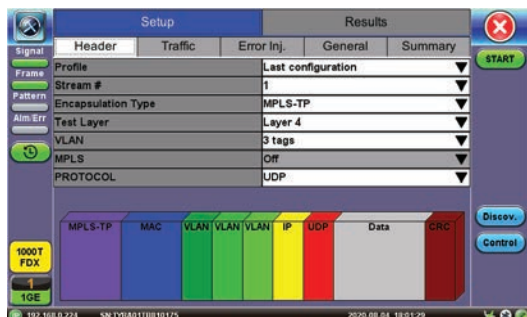 Setup
Results
Header
Traffic
Error Inj.
General
Summary
Signal
Frame
Pattern
Alm/Err
START
Profile
Last configuration
Stream #
1
Encapsulation Type
MPLS-TP
Test Layer
Layer 4
VLAN
3 tags
MPLS
Off
PROTOCOL
UDP
MPLS-TP
MAC
VLAN
VLAN
VLAN
IP
UDP
Data
CRC
Discov.
Control
1000T
FDX
1
1GE
192.168.0.224
2020-08-04 18:01:29